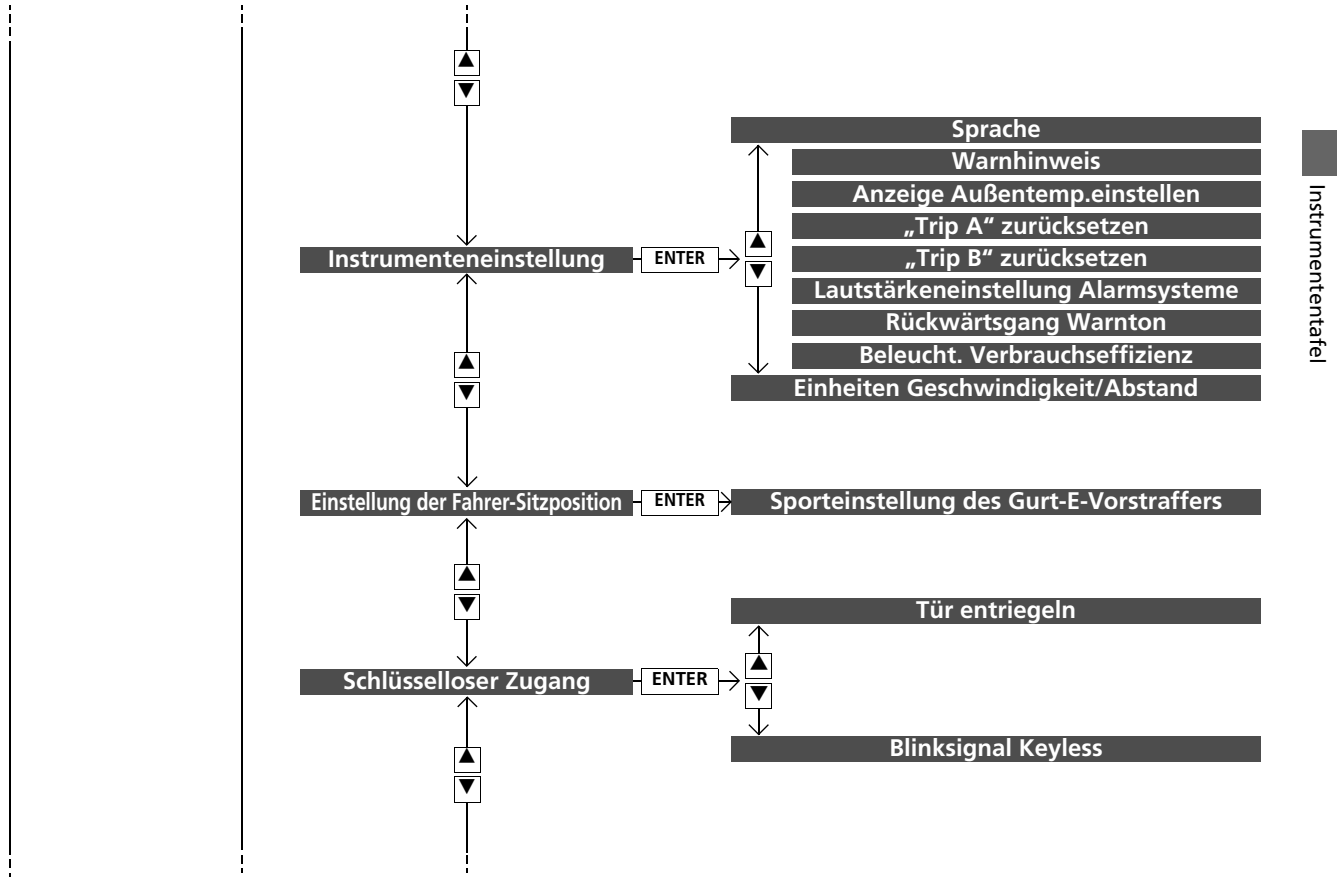 ▲
▼
Sprache
Warnhinweis
Anzeige Außentemp.einstellen
„Trip A“ zurücksetzen
▲
„Trip B“ zurücksetzen
Instrumenteneinstellung
ENTER
▼
Lautstärkeneinstellung Alarmsysteme
Rückwärtsgang Warnton
Beleucht. Verbrauchseffizienz
▲
Einheiten Geschwindigkeit/Abstand
▼
Einstellung der Fahrer-Sitzposition
ENTER
Sporteinstellung des Gurt-E-Vorstraffers
▲
▼
Tür entriegeln
▲
Schlüsselloser Zugang
ENTER
▼
Blinksignal Keyless
▲
▼
Instrumententafel